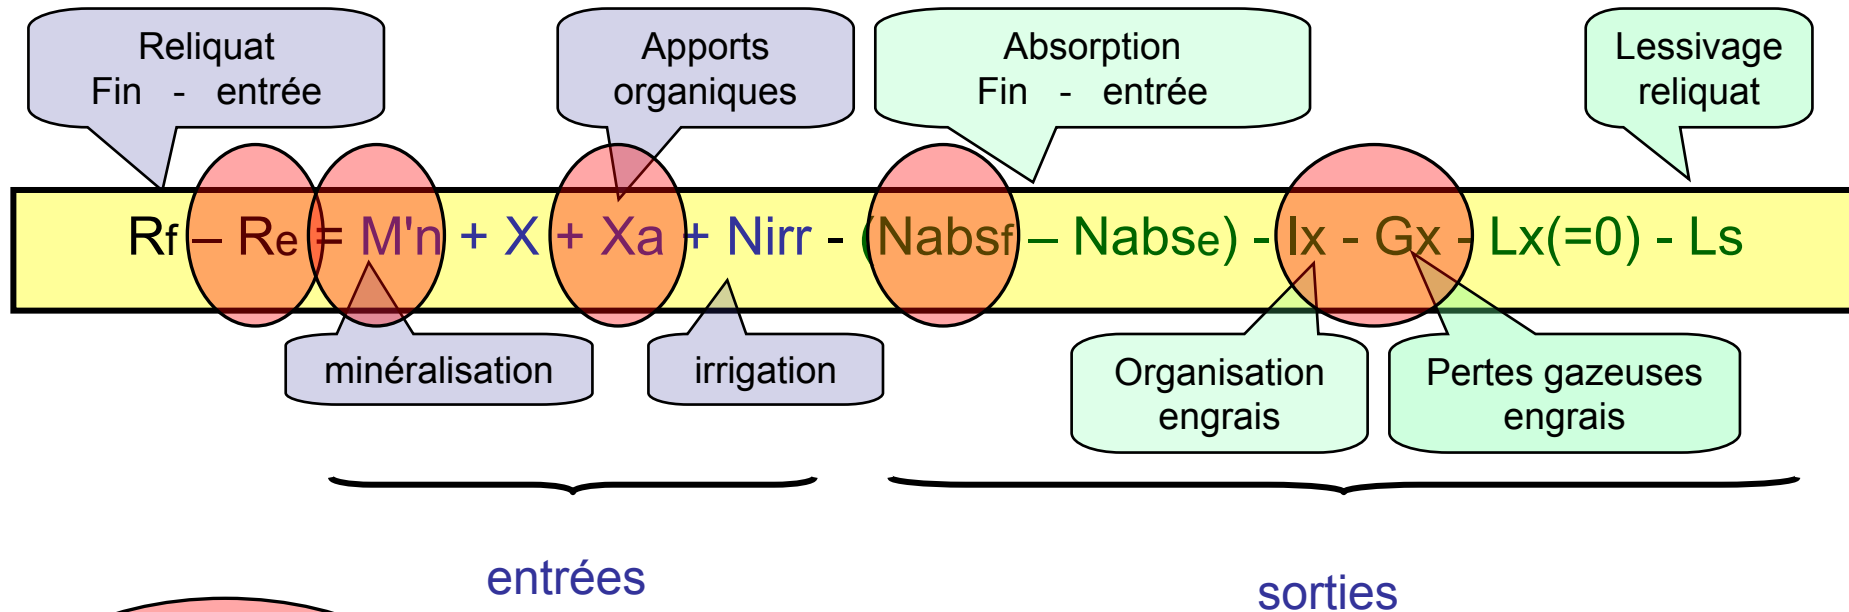 Reliquat
Fin - entrée
Apports
organiques
Absorption
Fin - entrée
Lessivage
reliquat
Rf – Re = M'n + X + Xa + Nirr - (Nabsf – Nabse) - Ix - Gx - Lx(=0) - Ls
minéralisation
irrigation
Organisation
engrais
Pertes gazeuses
engrais
entrées
sorties